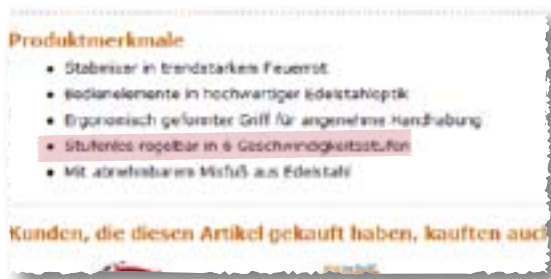 Produktmerkmale
• Stabmixer in trendstarkem Feuerrot
• Bedienelemente in hochwertiger Edelstahloptik
• Ergonomisch geformter Griff für angenehme Handhabung
• Stufenlos regelbar in 6 Geschwindigkeitsstufen
• Mit abnehmbarem Mixfuß aus Edelstahl
Kunden, die diesen Artikel gekauft haben, kauften auch